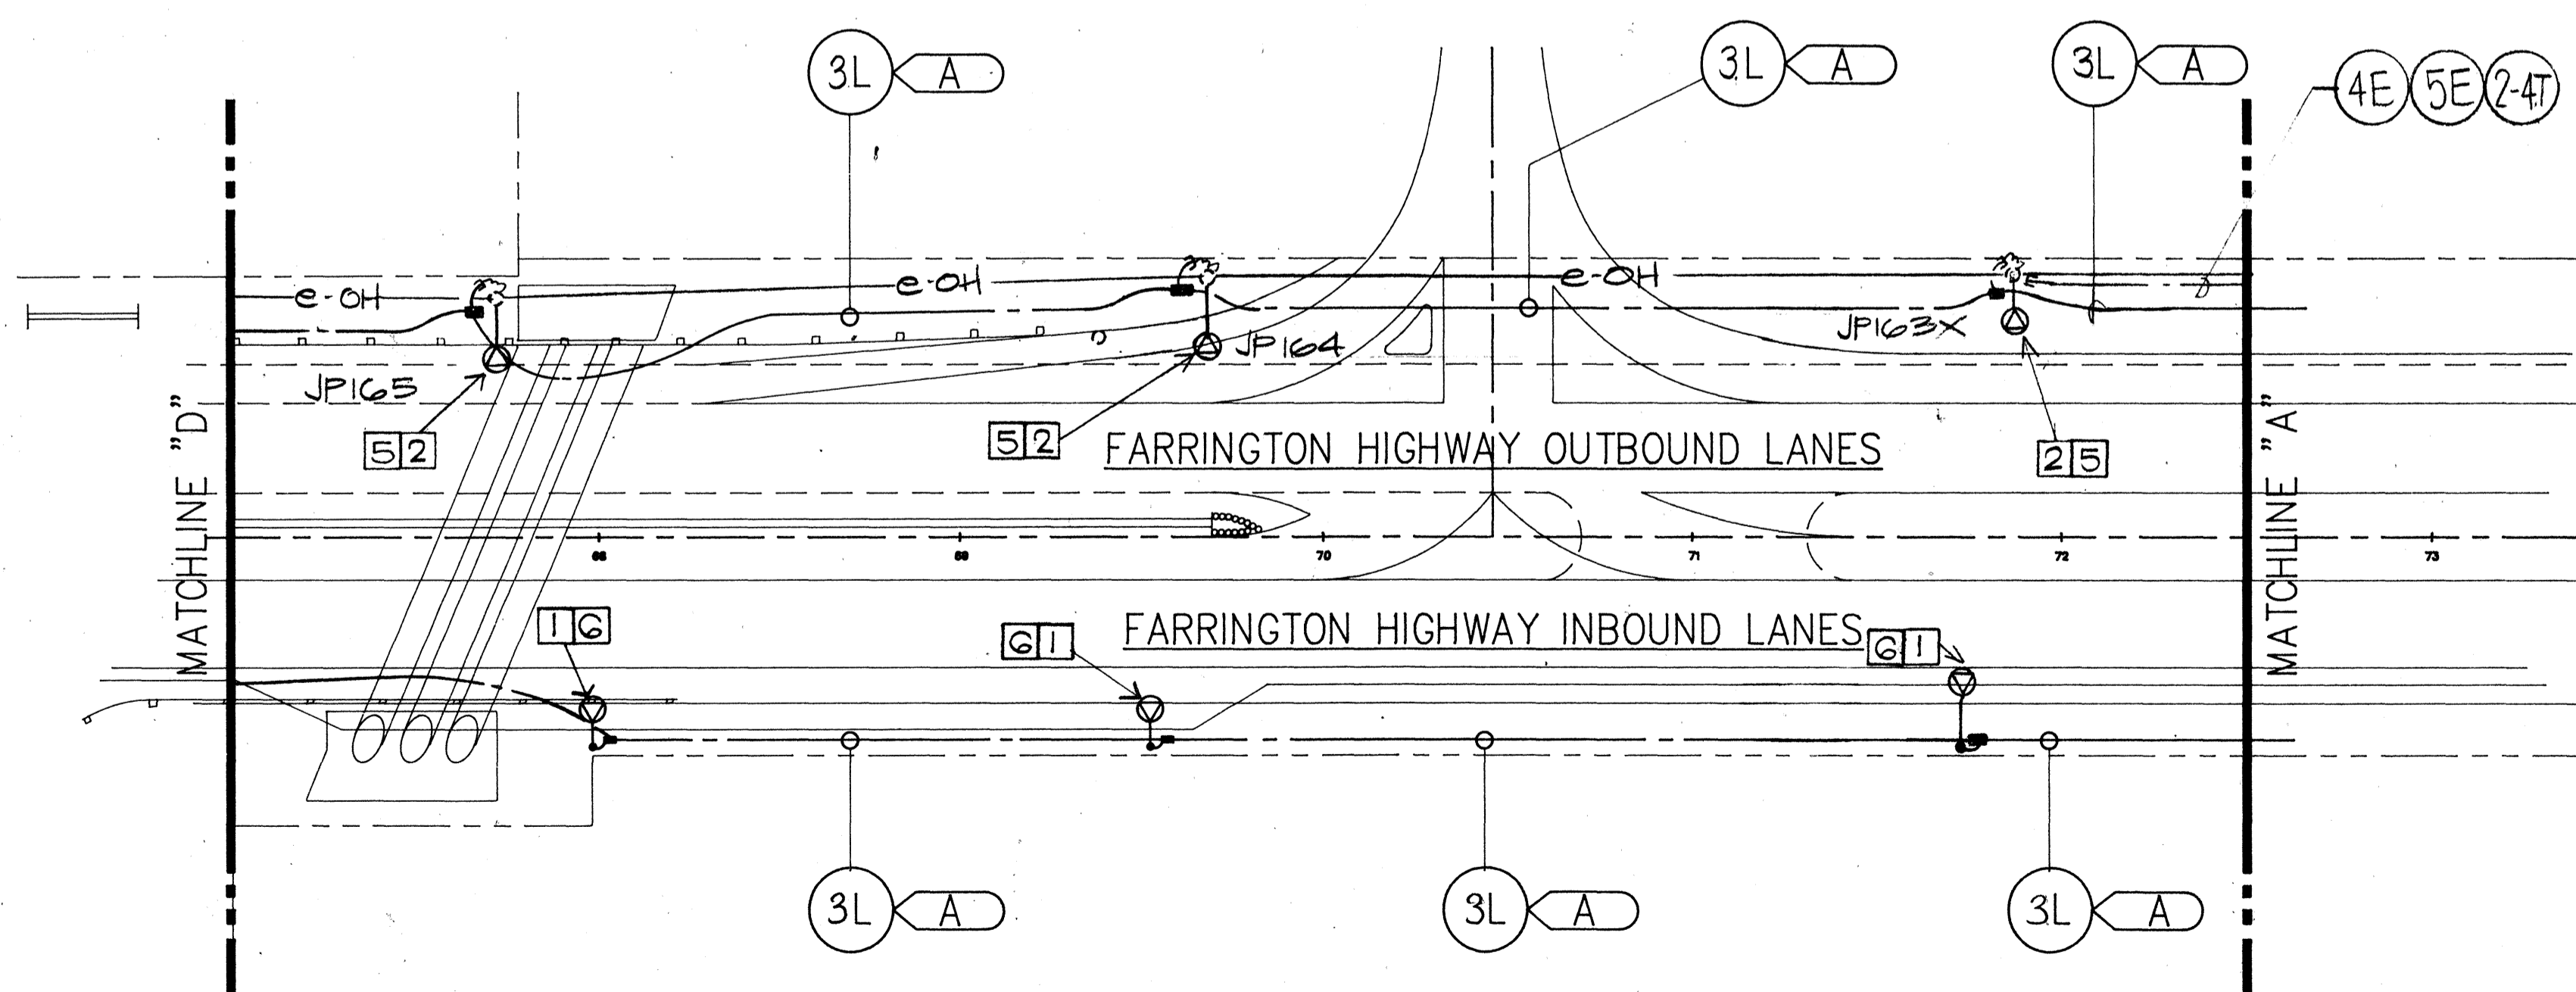 3L A
3L A
3L A
4E 5E 2-4T
e-OH
e-OH
e-OH
JP163X
JP164
JP165
5 2
5 2
2 5
MATCHLINE "D"
FARRINGTON HIGHWAY OUTBOUND LANES
MATCHLINE "A"
69
70
71
72
73
1 6
6 1
FARRINGTON HIGHWAY INBOUND LANES
6 1
3L A
3L A
3L A